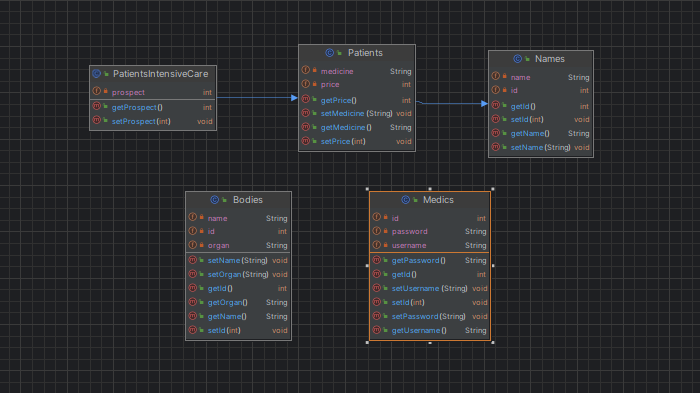 PatientsIntensiveCare
prospect int
getProspect() int
setProspect(int) void
Patients
medicine String
price int
getPrice() int
setMedicine(String) void
getMedicine() String
setPrice(int) void
Names
name String
id int
getId() int
setId(int) void
getName() String
setName(String) void
Bodies
name String
id int
organ String
setName(String) void
setOrgan(String) void
getId() int
getOrgan() String
getName() String
setId(int) void
Medics
id int
password String
username String
getPassword() String
getId() int
setUsername(String) void
setId(int) void
setPassword(String) void
getUsername() String